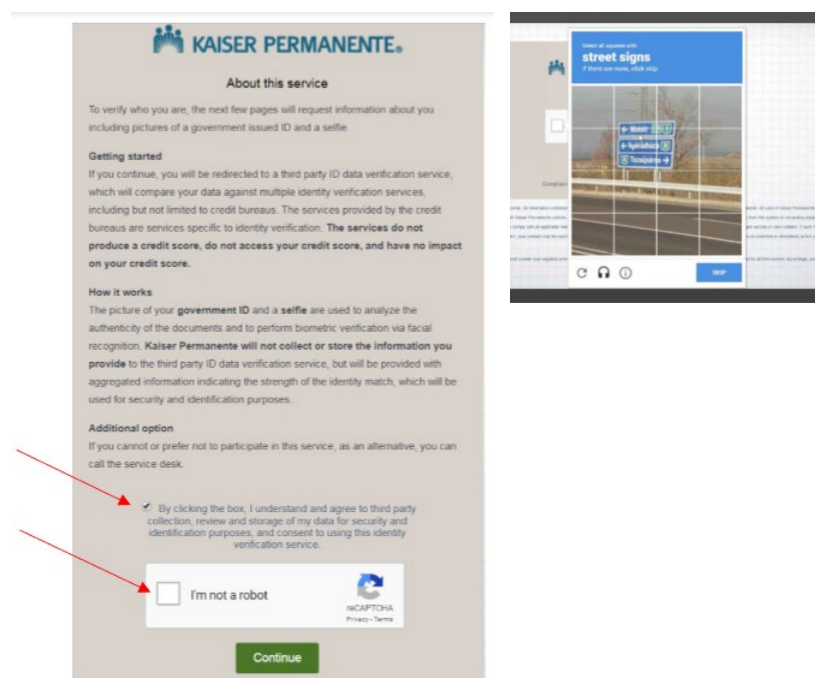 KAISER PERMANENTE®
About this service
To verify who you are, the next few pages will request information about you
including pictures of a government issued ID and a selfie.
Getting started
If you continue, you will be redirected to a third party ID data verification service,
which will compare your data against multiple identity verification services,
including but not limited to credit bureaus. The services provided by the credit
bureaus are services specific to identity verification. The services do not
produce a credit score, do not access your credit score, and have no impact
on your credit score.
How it works
The picture of your government ID and a selfie are used to analyze the
authenticity of the documents and to perform biometric verification via facial
recognition. Kaiser Permanente will not collect or store the information you
provide to the third party ID data verification service, but will be provided with
aggregated information indicating the strength of the identity match, which will be
used for security and identification purposes.
Additional option
If you cannot or prefer not to participate in this service, as an alternative, you can
call the service desk.
By clicking the box, I understand and agree to third party
collection, review and storage of my data for security and
identification purposes, and consent to using this identity
verification service.
I'm not a robot
reCAPTCHA
Privacy - Terms
Continue
Select all squares with
street signs
If there are none, click skip
SKIP